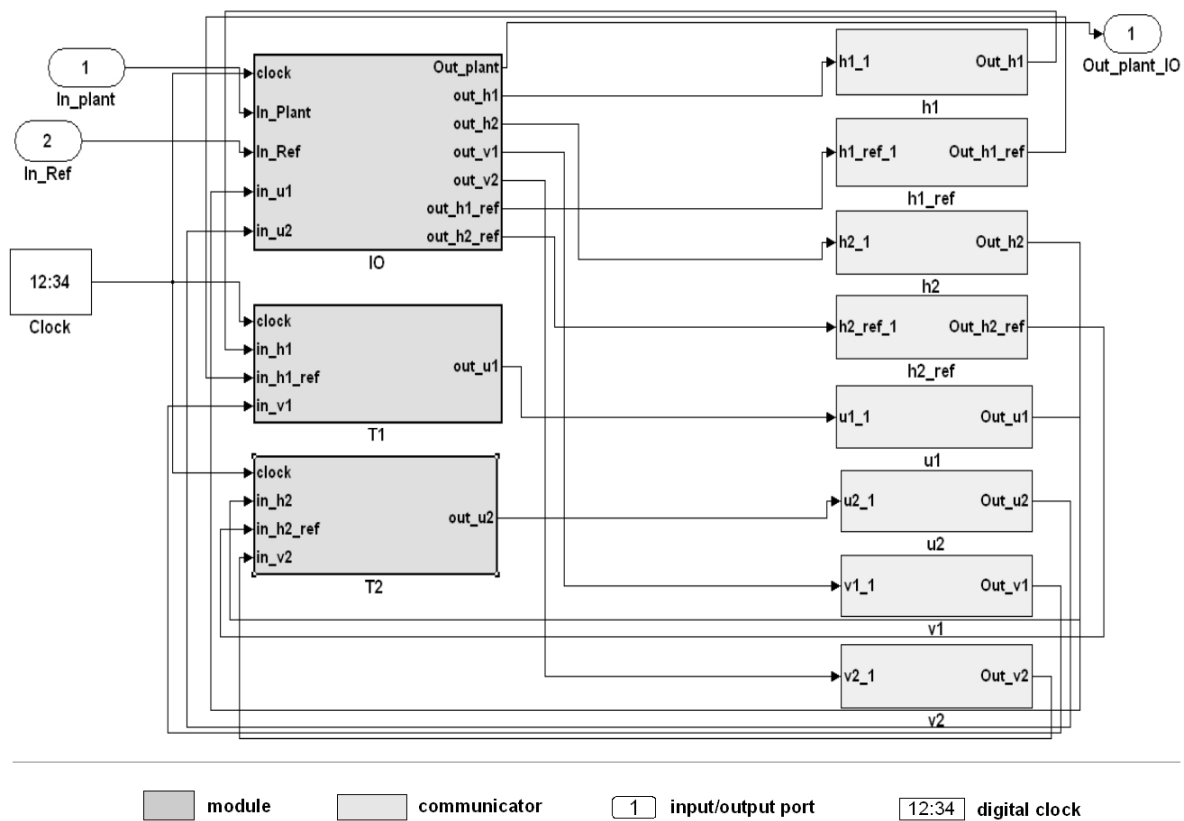 1
In_plant
2
In_Ref
12:34
Clock
clock
In_Plant
In_Ref
in_u1
in_u2
Out_plant
out_h1
out_h2
out_v1
out_v2
out_h1_ref
out_h2_ref
IO
clock
in_h1
in_h1_ref
in_v1
out_u1
T1
clock
in_h2
in_h2_ref
in_v2
out_u2
T2
h1_1 Out_h1
h1
h1_ref_1 Out_h1_ref
h1_ref
h2_1 Out_h2
h2
h2_ref_1 Out_h2_ref
h2_ref
u1_1 Out_u1
u1
u2_1 Out_u2
u2
v1_1 Out_v1
v1
v2_1 Out_v2
v2
1
Out_plant_IO
module
communicator
1 input/output port
12:34 digital clock